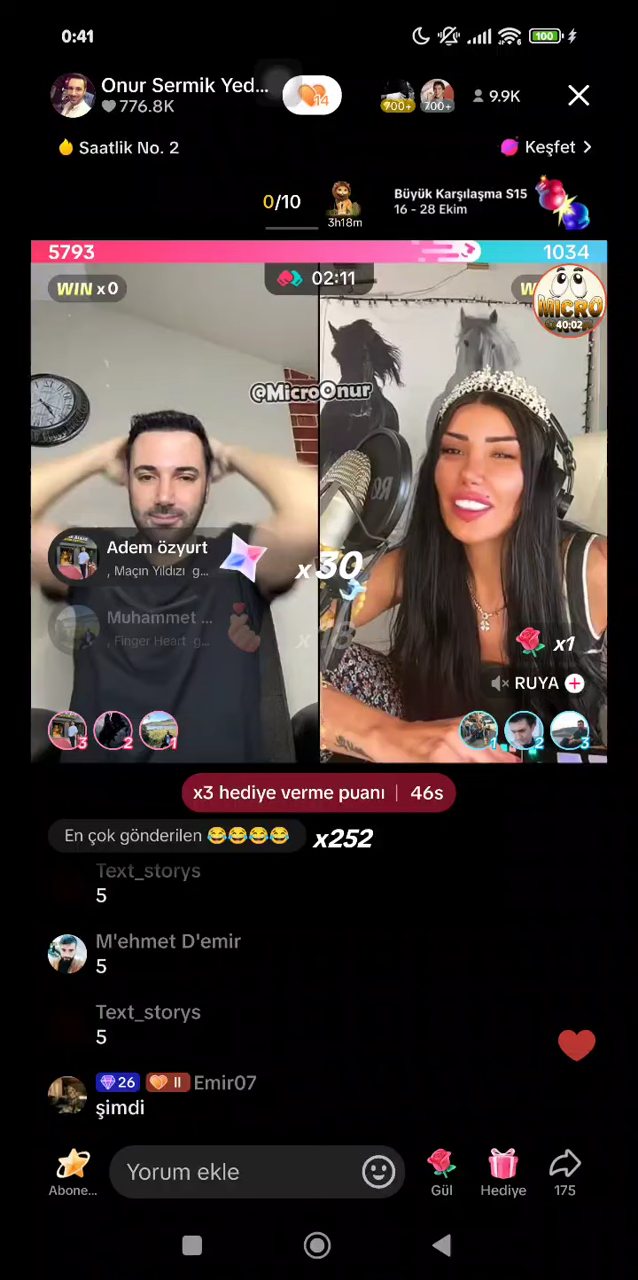 0:41
100
Onur Sermik Yed...
776.8K
14
700+
700+
9.9K
Saatlik No. 2
Keşfet
0/10
3h18m
Büyük Karşılaşma S15
16 - 28 Ekim
5793
1034
WIN x0
02:11
MICRO
40:02
@MicroOnur
Adem özyurt
, Maçın Yıldızı g...
x30
Muhammet ...
, Finger Heart g...
x1
RUYA
3
2
1
1
2
3
x3 hediye verme puanı | 46s
En çok gönderilen 😂😂😂😂 x252
Text_storys
5
M'ehmet D'emir
5
Text_storys
5
26 II Emir07
şimdi
Abone...
Yorum ekle
Gül
Hediye
175